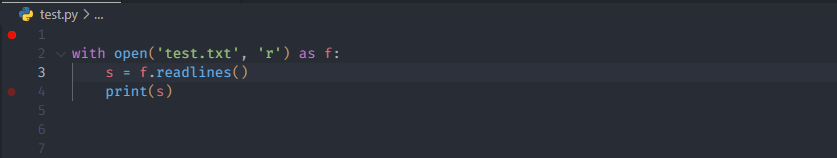 test.py > ...
1
2 with open('test.txt', 'r') as f:
3 s = f.readlines()
4 print(s)
5
6
7